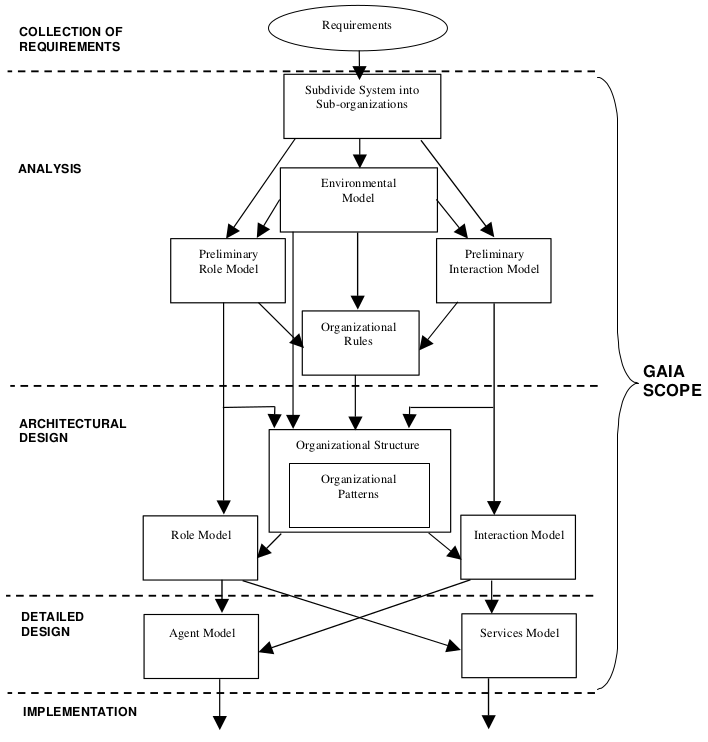 Requirements
COLLECTION OF
REQUIREMENTS
Subdivide System into
Sub-organizations
ANALYSIS
Environmental
Model
Preliminary
Role Model
Preliminary
Interaction Model
Organizational
Rules
GAIA
SCOPE
ARCHITECTURAL
DESIGN
Organizational Structure
Organizational
Patterns
Role Model
Interaction Model
DETAILED
DESIGN
Agent Model
Services Model
IMPLEMENTATION